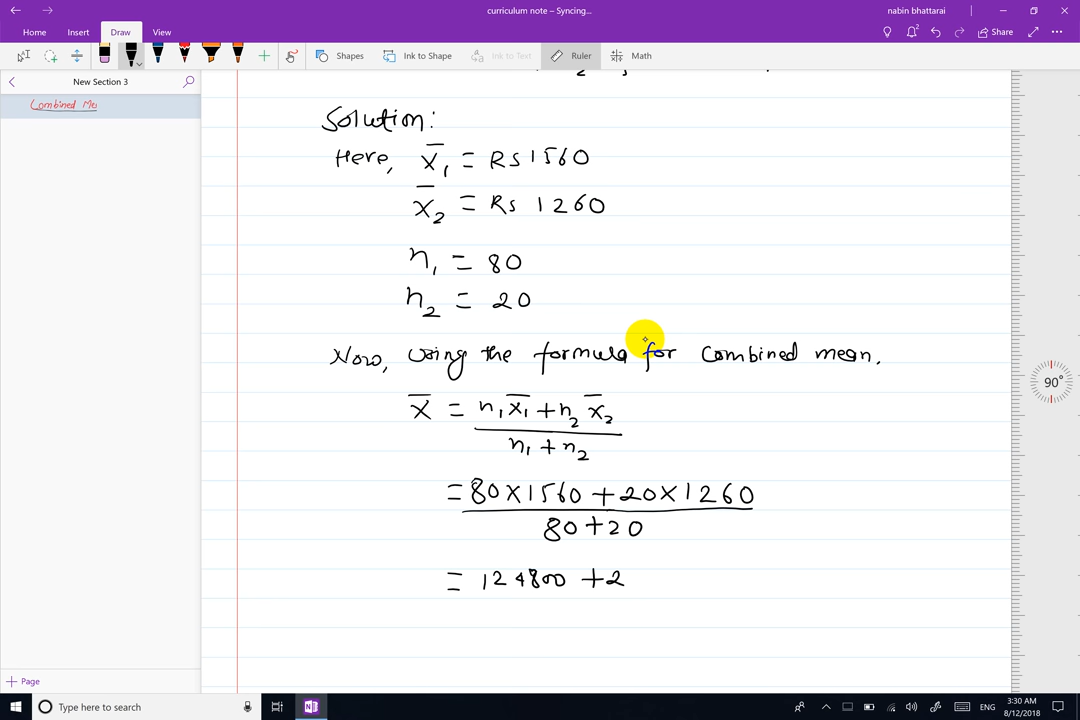 curriculum note – Syncing...
nabin bhattarai
Home Insert Draw View
Share
Shapes Ink to Shape Ink to Text Ruler Math
New Section 3
Combined Me
Solution:
Here, x̄₁ = Rs 1560
x̄₂ = Rs 1260
n₁ = 80
n₂ = 20
Now, using the formula for combined mean.
x̄ = n₁x̄₁ + n₂x̄₂
n₁ + n₂
= 80 × 1560 + 20 × 1260
80 + 20
= 124800 + 2
90°
+ Page
Type here to search
ENG
3:30 AM
8/12/2018